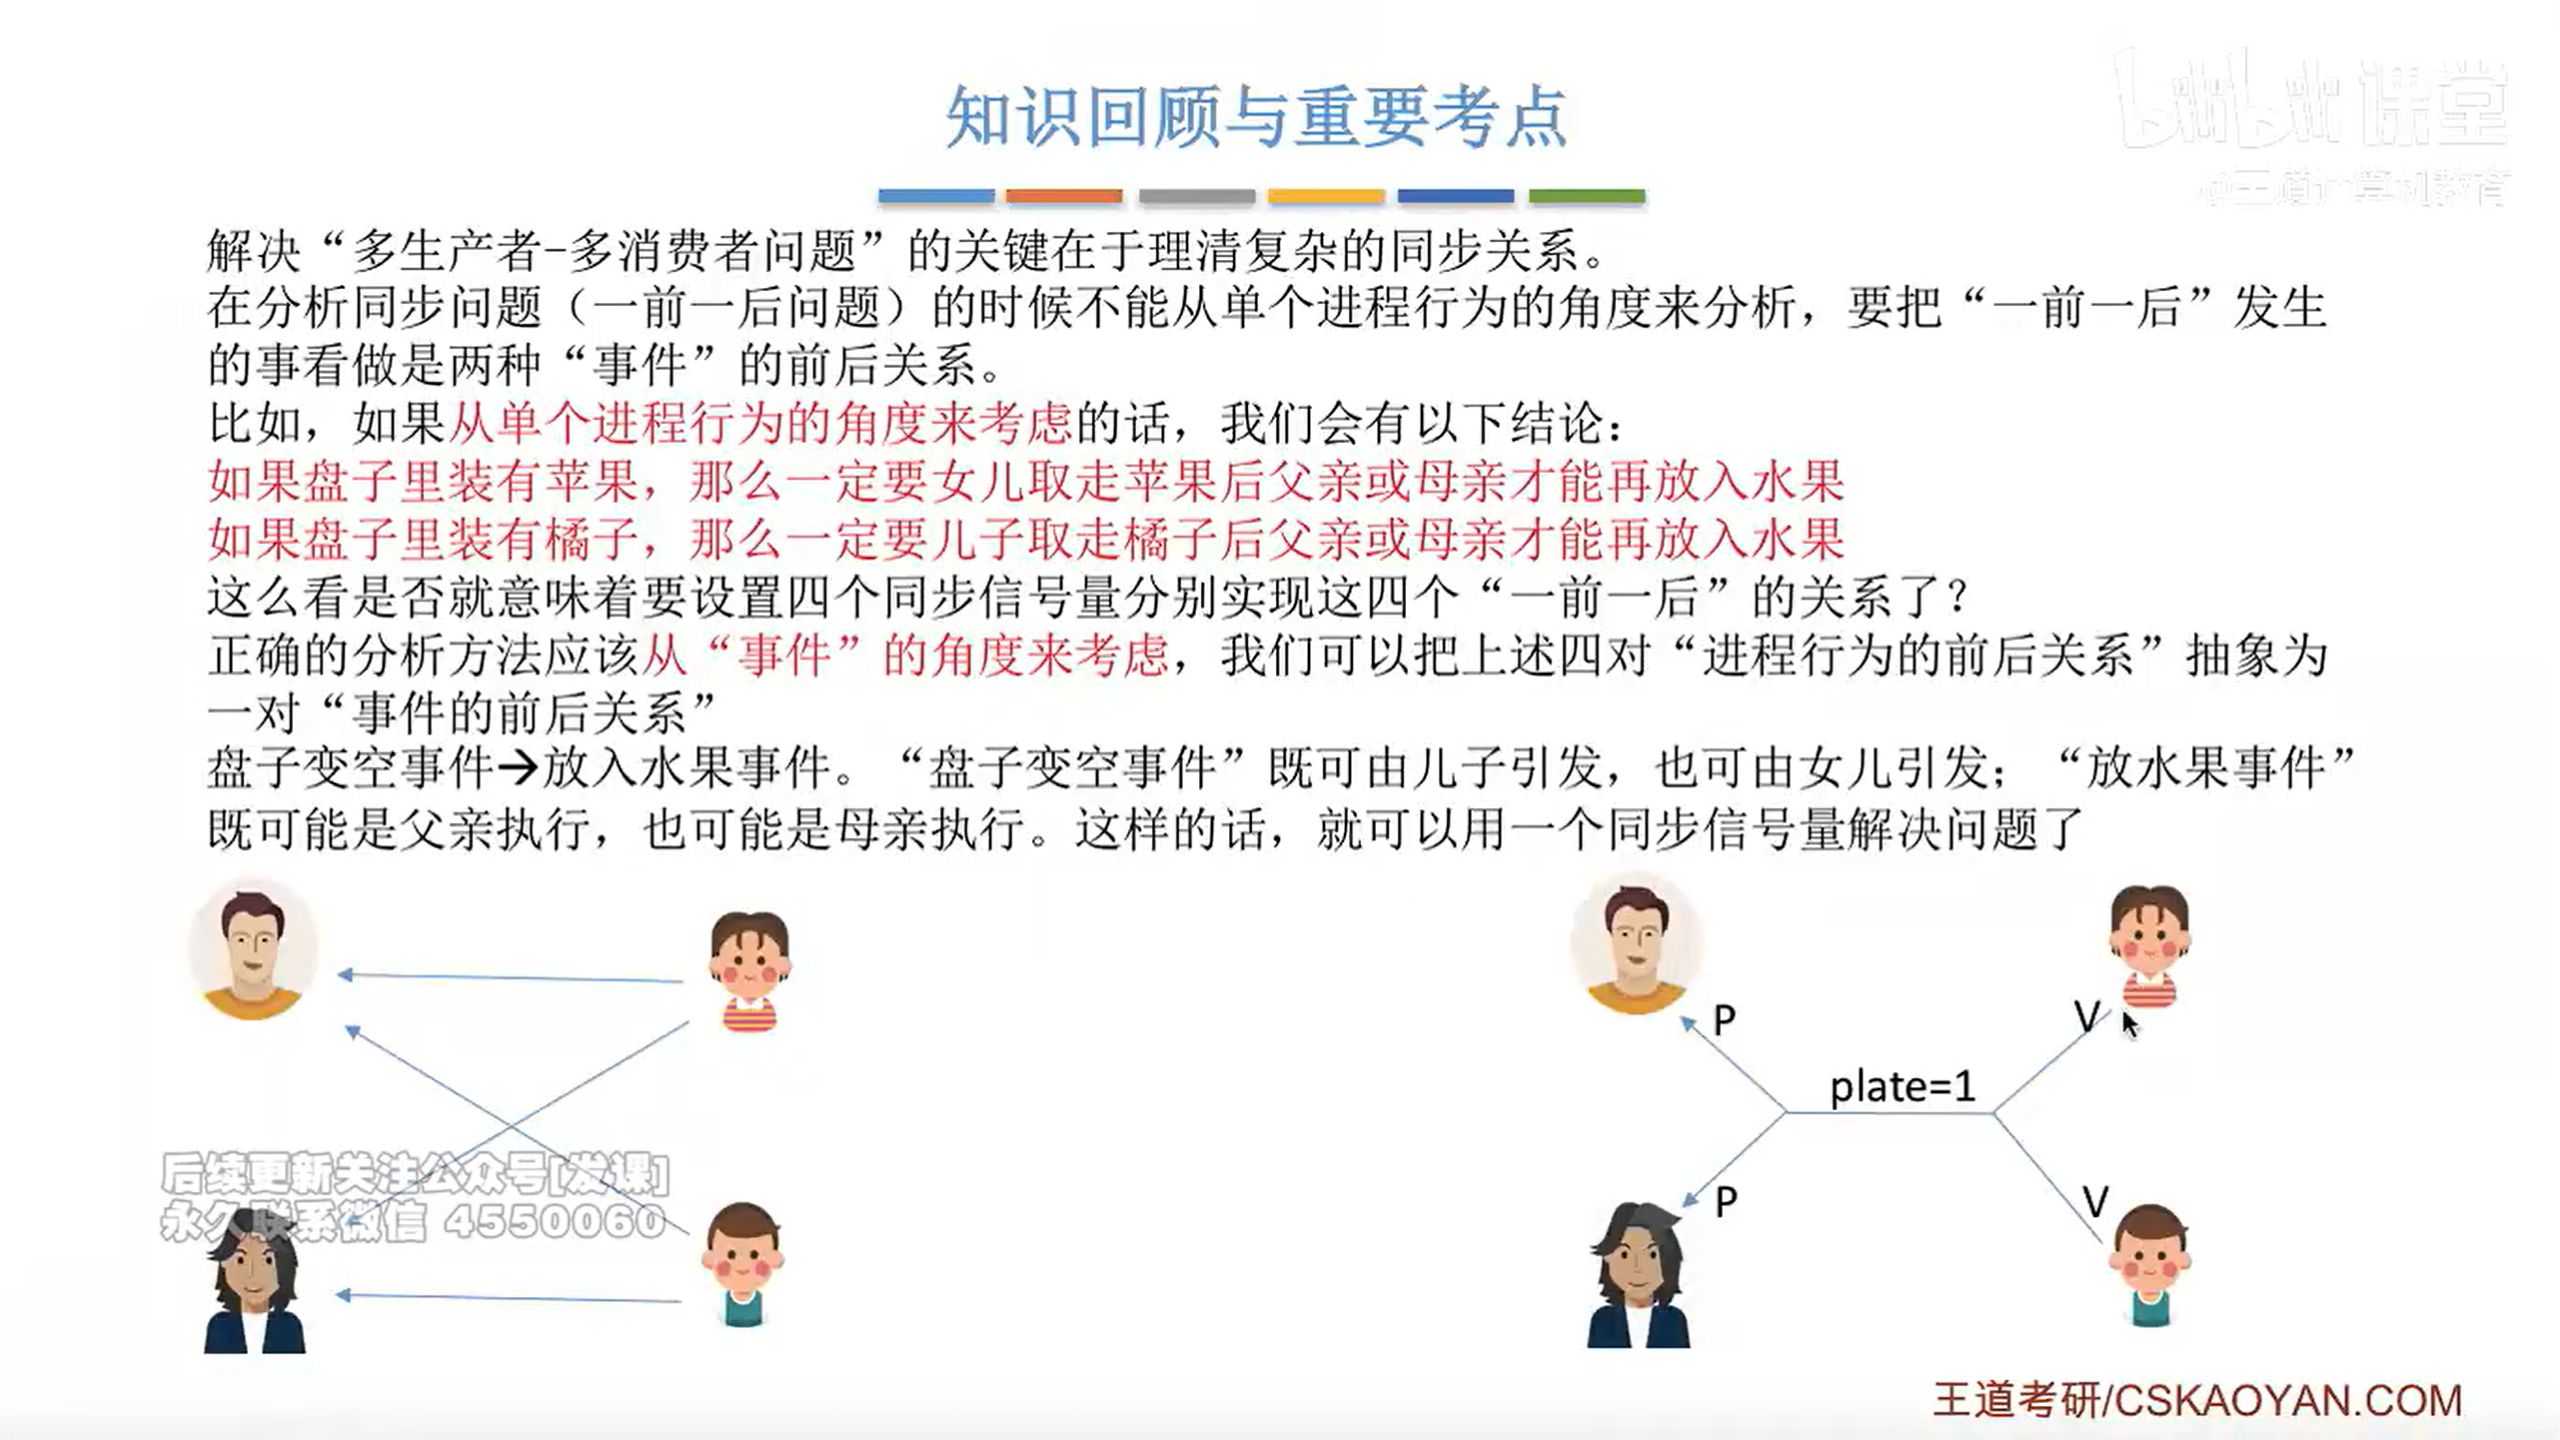 知识回顾与重要考点
bilibili 课堂
@王道计算机教育
解决“多生产者-多消费者问题”的关键在于理清复杂的同步关系。
在分析同步问题（一前一后问题）的时候不能从单个进程行为的角度来分析，要把“一前一后”发生
的事看做是两种“事件”的前后关系。
比如，如果从单个进程行为的角度来考虑的话，我们会有以下结论：
如果盘子里装有苹果，那么一定要女儿取走苹果后父亲或母亲才能再放入水果
如果盘子里装有橘子，那么一定要儿子取走橘子后父亲或母亲才能再放入水果
这么看是否就意味着要设置四个同步信号量分别实现这四个“一前一后”的关系了？
正确的分析方法应该从“事件”的角度来考虑，我们可以把上述四对“进程行为的前后关系”抽象为
一对“事件的前后关系”
盘子变空事件→放入水果事件。“盘子变空事件”既可由儿子引发，也可由女儿引发；“放水果事件”
既可能是父亲执行，也可能是母亲执行。这样的话，就可以用一个同步信号量解决问题了
P
V
plate=1
P
V
后续更新关注公众号[发课]
永久联系微信 4550060
王道考研/CSKAOYAN.COM